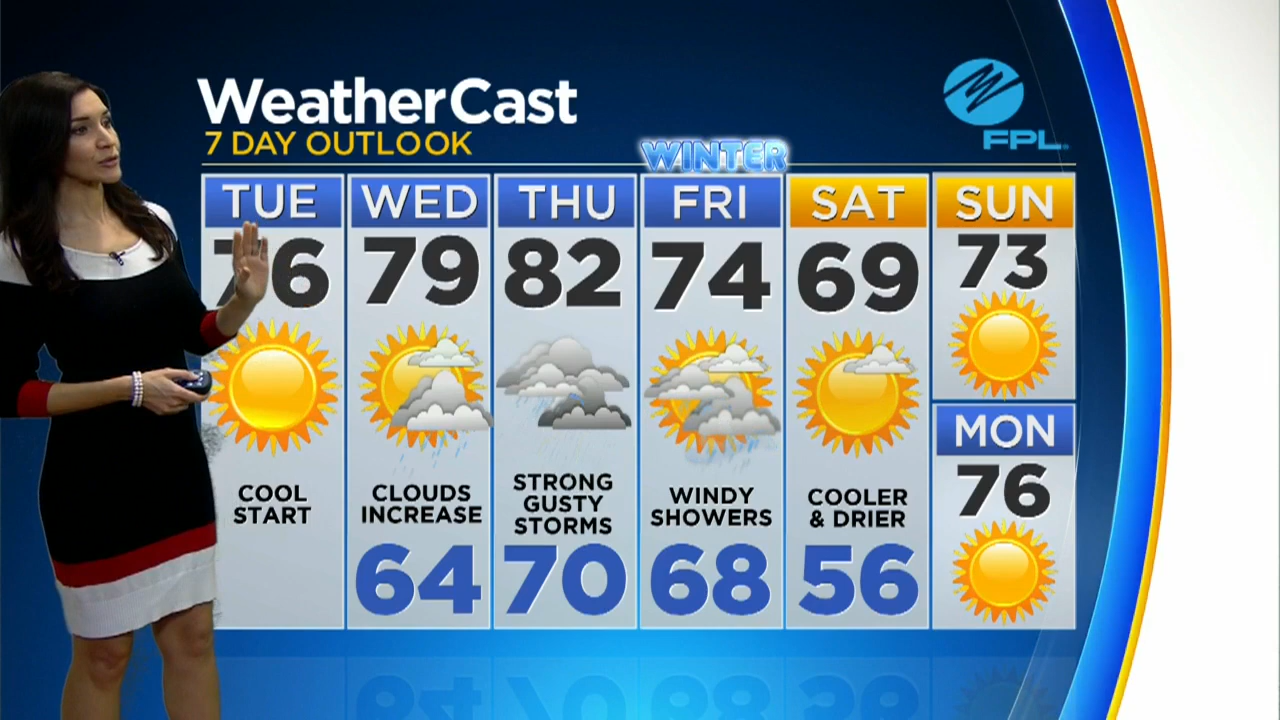 WeatherCast
7 DAY OUTLOOK
FPL
WINTER
TUE WED THU FRI SAT SUN
76 79 82 74 69 73
COOL
START
CLOUDS
INCREASE
STRONG
GUSTY
STORMS
WINDY
SHOWERS
COOLER
& DRIER
MON
76
64 70 68 56